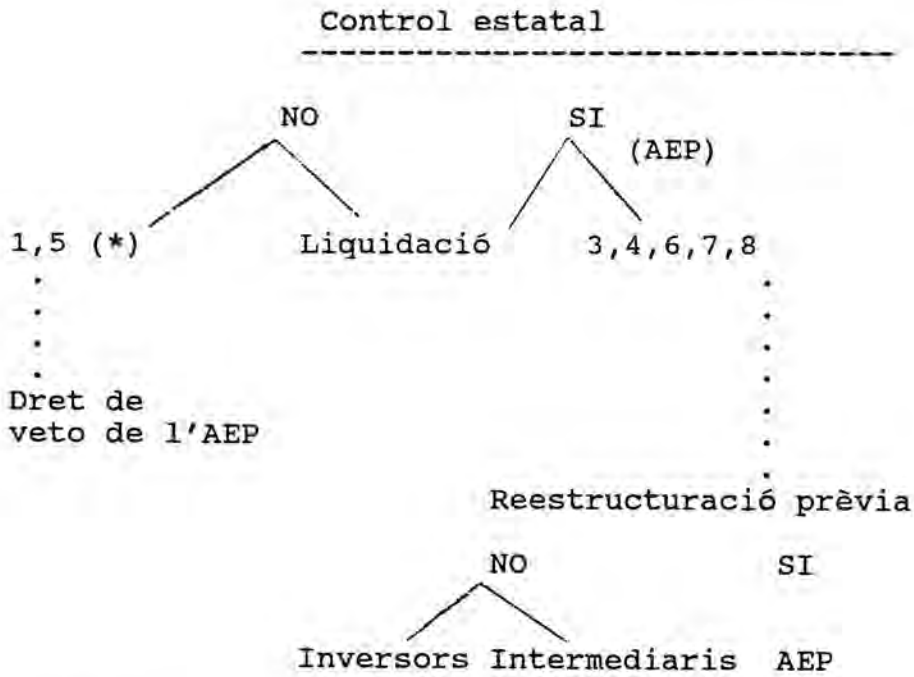 Control estatal
NO SI
(AEP)
1,5 (*) Liquidació 3,4,6,7,8
Dret de
veto de l'AEP
Reestructuració prèvia
NO SI
Inversors Intermediaris AEP